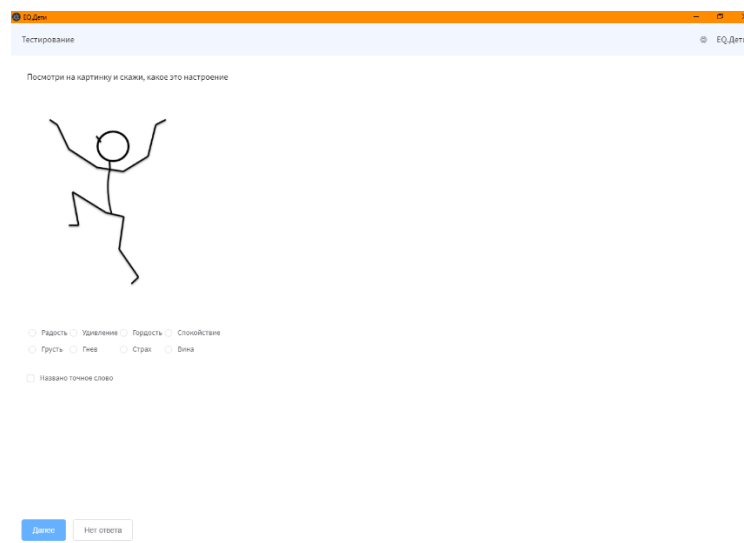 EQ.Дети
Тестирование
EQ.Дети
Посмотри на картинку и скажи, какое это настроение
Радость Удивление Гордость Спокойствие
Грусть Гнев Страх Вина
Названо точное слово
Далее Нет ответа